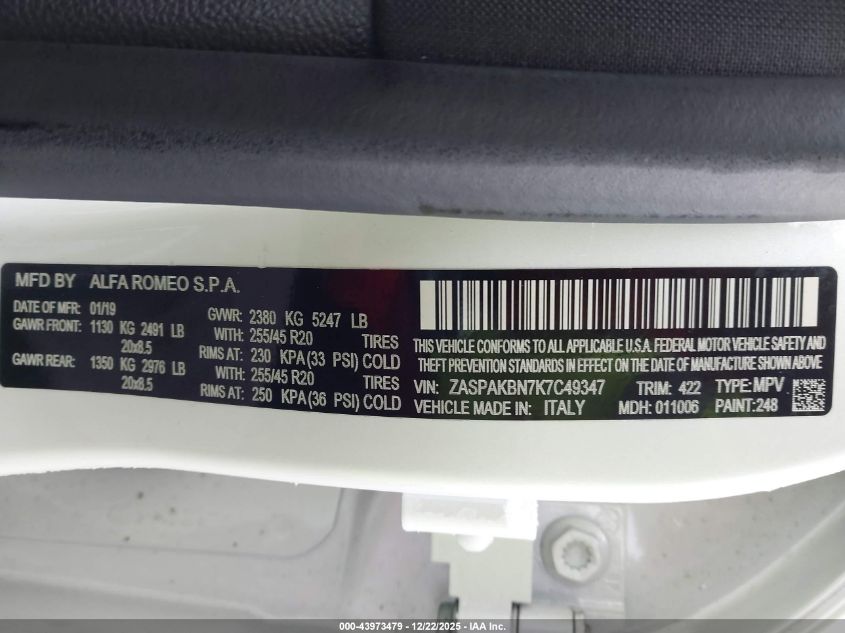 MFD BY ALFA ROMEO S.P.A.
DATE OF MFR: 01/19 GVWR: 2380 KG 5247 LB
GAWR FRONT: 1130 KG 2491 LB WITH: 255/45 R20 TIRES
20x8.5 RIMS AT: 230 KPA (33 PSI) COLD
GAWR REAR: 1350 KG 2976 LB WITH: 255/45 R20 TIRES
20x8.5 RIMS AT: 250 KPA (36 PSI) COLD
THIS VEHICLE CONFORMS TO ALL APPLICABLE U.S.A. FEDERAL MOTOR VEHICLE SAFETY AND
THEFT PREVENTION STANDARDS IN EFFECT ON THE DATE OF MANUFACTURE SHOWN ABOVE
VIN: ZASPAKBN7K7C49347 TRIM: 422 TYPE: MPV
VEHICLE MADE IN: ITALY MDH: 011006 PAINT: 248
000-43973479 - 12/22/2025 - IAA Inc.